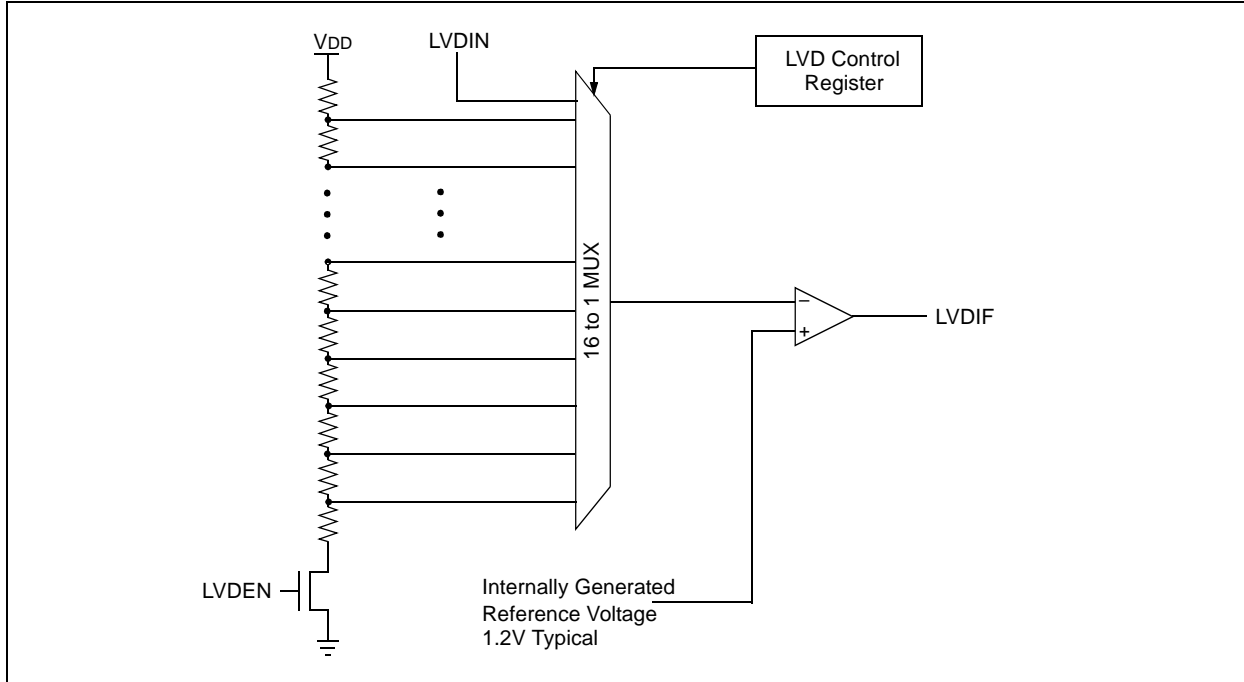 VDD
LVDIN
LVD Control
Register
16 to 1 MUX
–
+
LVDIF
LVDEN
Internally Generated
Reference Voltage
1.2V Typical